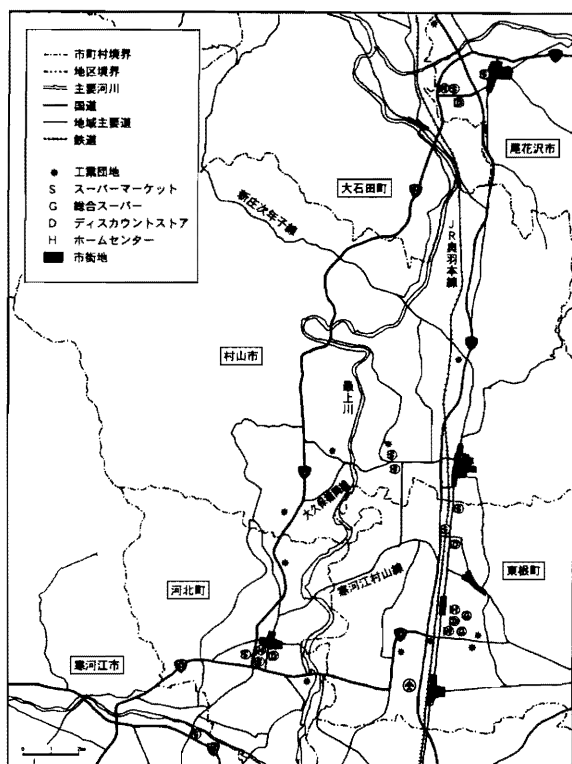 市町村境界
地区境界
主要河川
国道
地域主要道
鉄道
工業団地
S スーパーマーケット
G 総合スーパー
D ディスカウントストア
H ホームセンター
市街地
尾花沢市
大石田町
新庄次年子線
JR奥羽本線
村山市
最上川
大久保
寒河江村山線
河北町
東根町
寒河江市